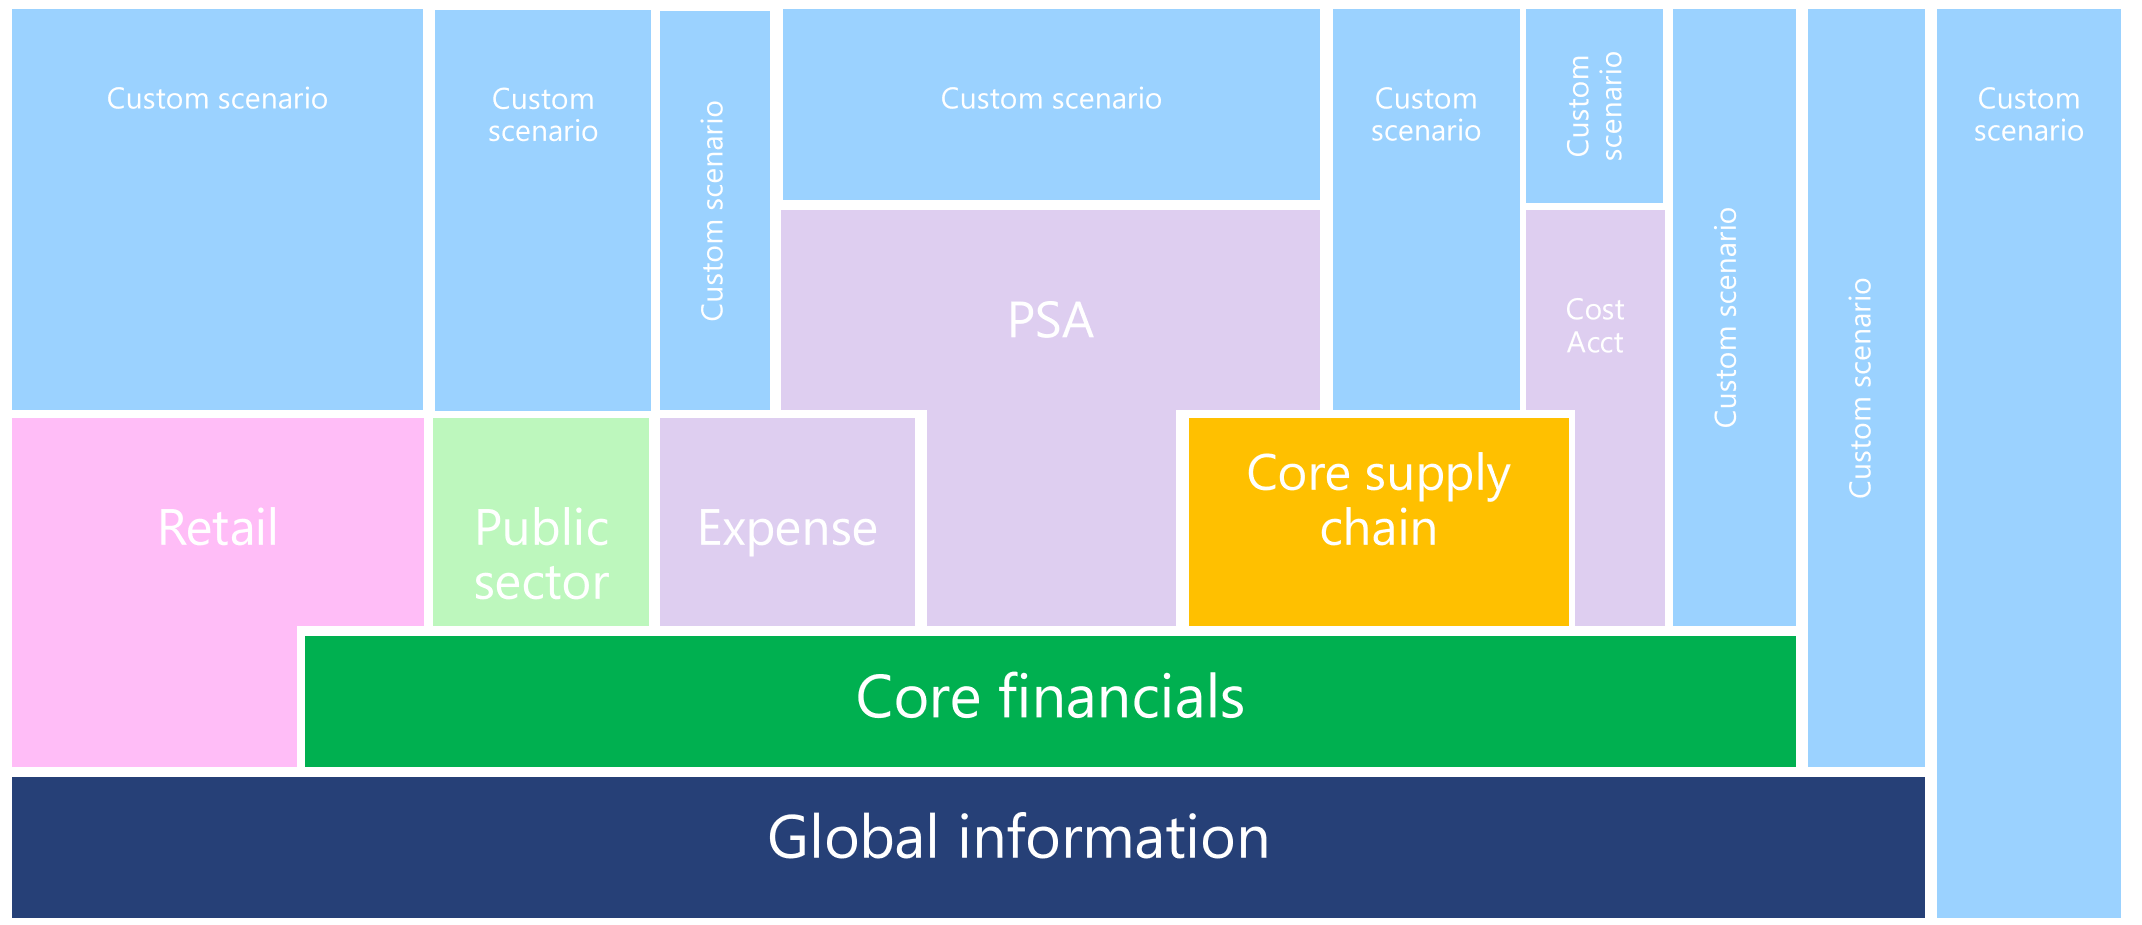 Custom scenario
Custom
scenario
Custom scenario
Custom scenario
Custom
scenario
Custom
scenario
Custom scenario
Custom scenario
Custom
scenario
PSA
Cost
Acct
Retail
Public
sector
Expense
Core supply
chain
Core financials
Global information